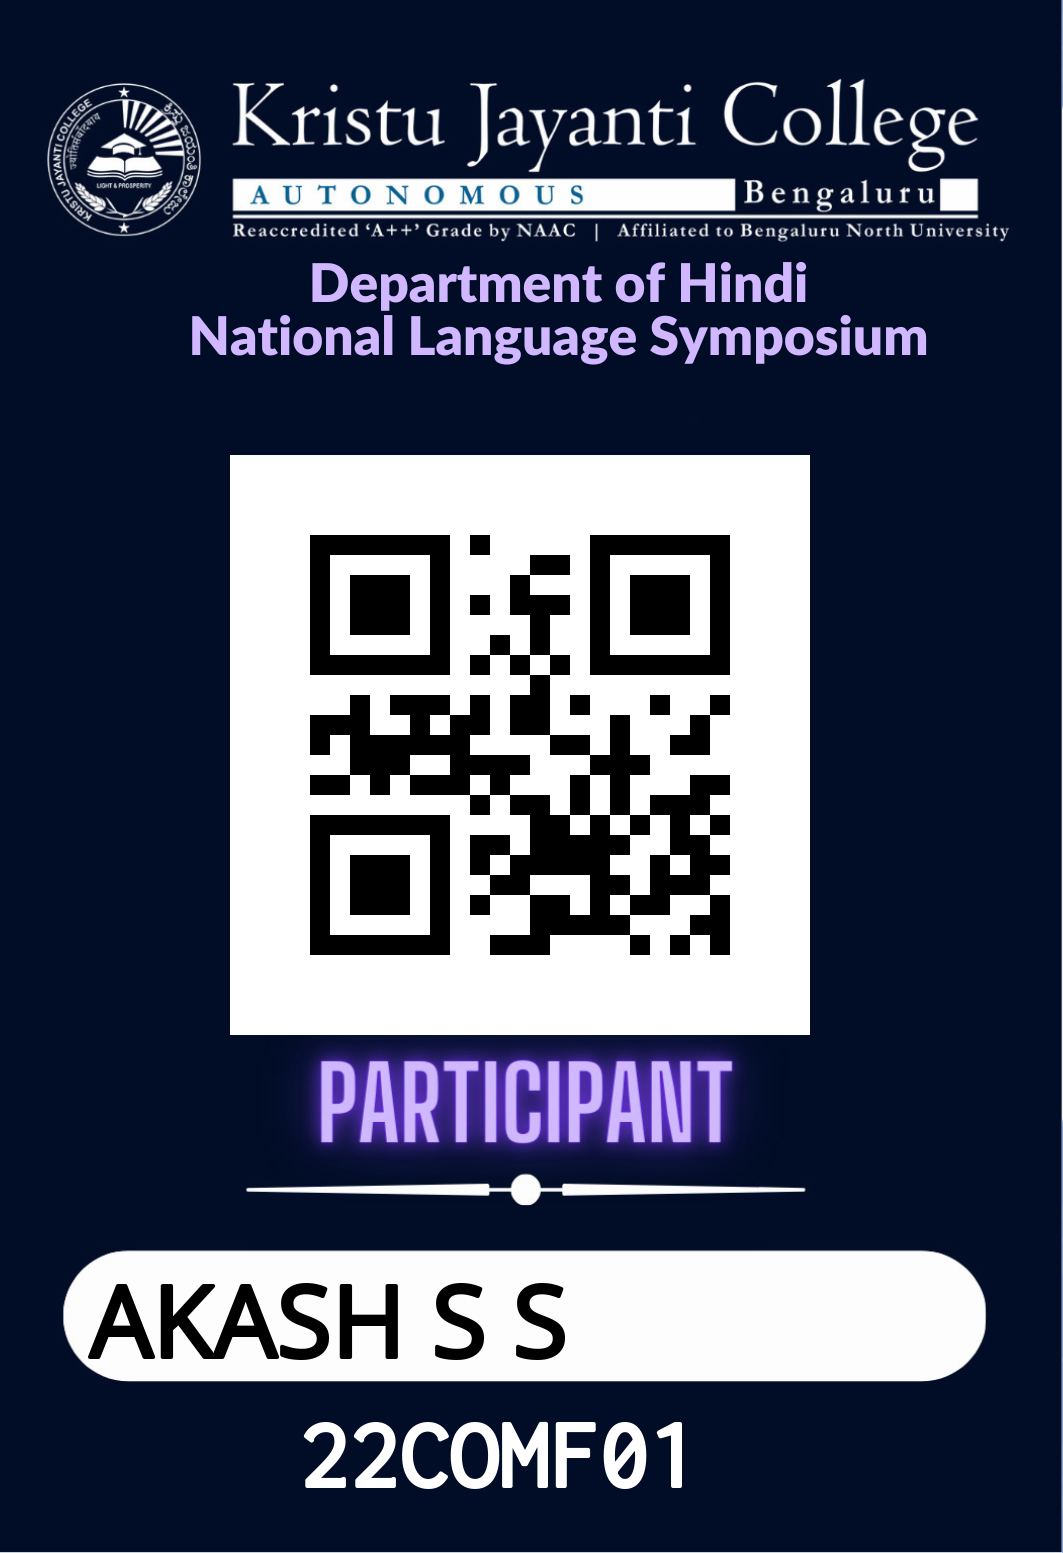 KRISTU JAYANTI COLLEGE
ಕ್ರಿಸ್ತು ಜಯಂತಿ ಕಾಲೇಜು
LIGHT & PROSPERITY
Kristu Jayanti College
AUTONOMOUS Bengaluru
Reaccredited ‘A++’ Grade by NAAC | Affiliated to Bengaluru North University
Department of Hindi
National Language Symposium
PARTICIPANT
AKASH S S
22COMF01